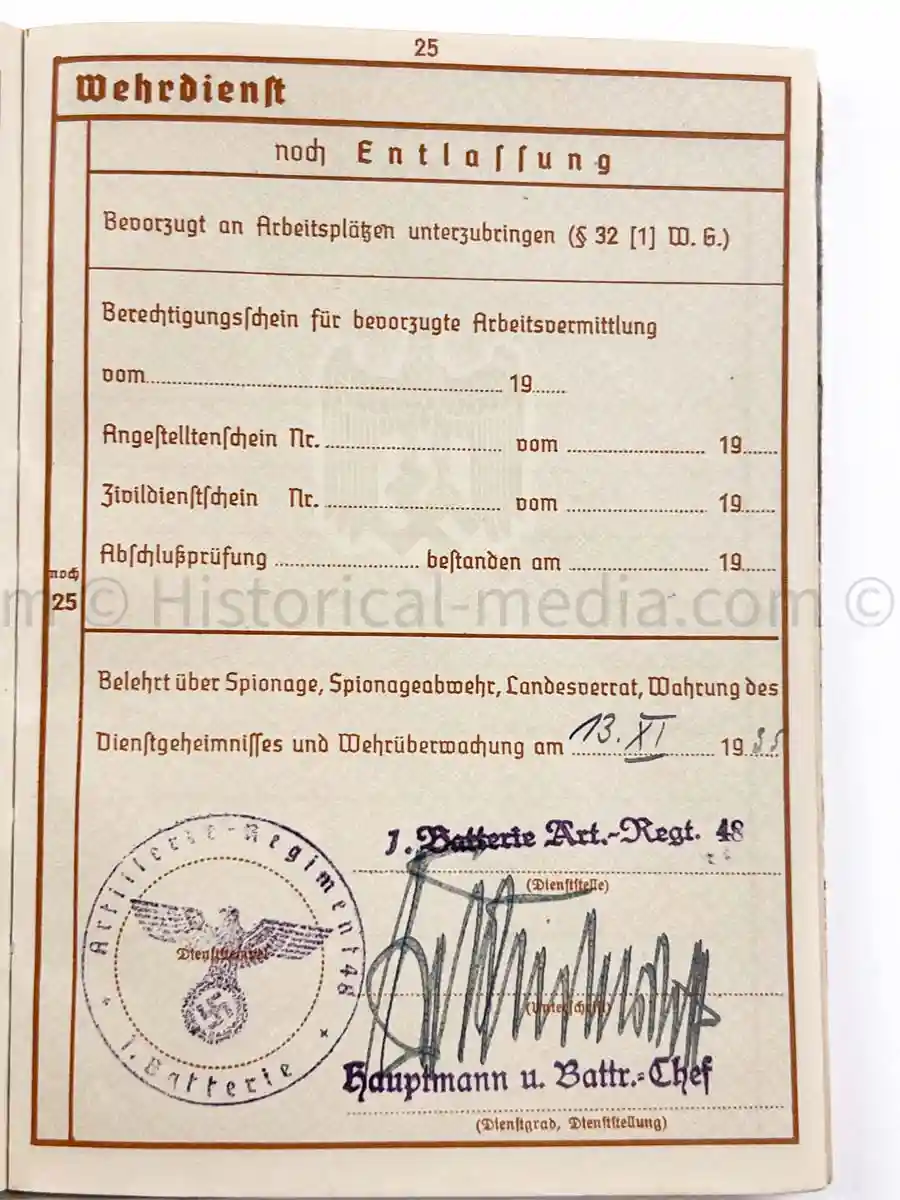 25
Wehrdienst
noch Entlassung
Bevorzugt an Arbeitsplätzen unterzubringen (§ 32 [1] W. G.)
Berechtigungsschein für bevorzugte Arbeitsvermittlung
vom.................... 19......
Angestelltenschein Nr. .................... vom .................... 19......
Zivildienstschein Nr. .................... vom .................... 19......
Abschlußprüfung .................... bestanden am .................... 19......
noch
25
m © Historical-media.com ©
Belehrt über Spionage, Spionageabwehr, Landesverrat, Wahrung des
Dienstgeheimnisses und Wehrüberwachung am 13. XI 19
1. Batterie Art.-Regt. 48
(Dienststelle)
Artillerie-Regiment 48
Dienststempel
1. Batterie
(Unterschrift)
Hauptmann u. Battr.-Chef
(Dienstgrad, Dienststellung)